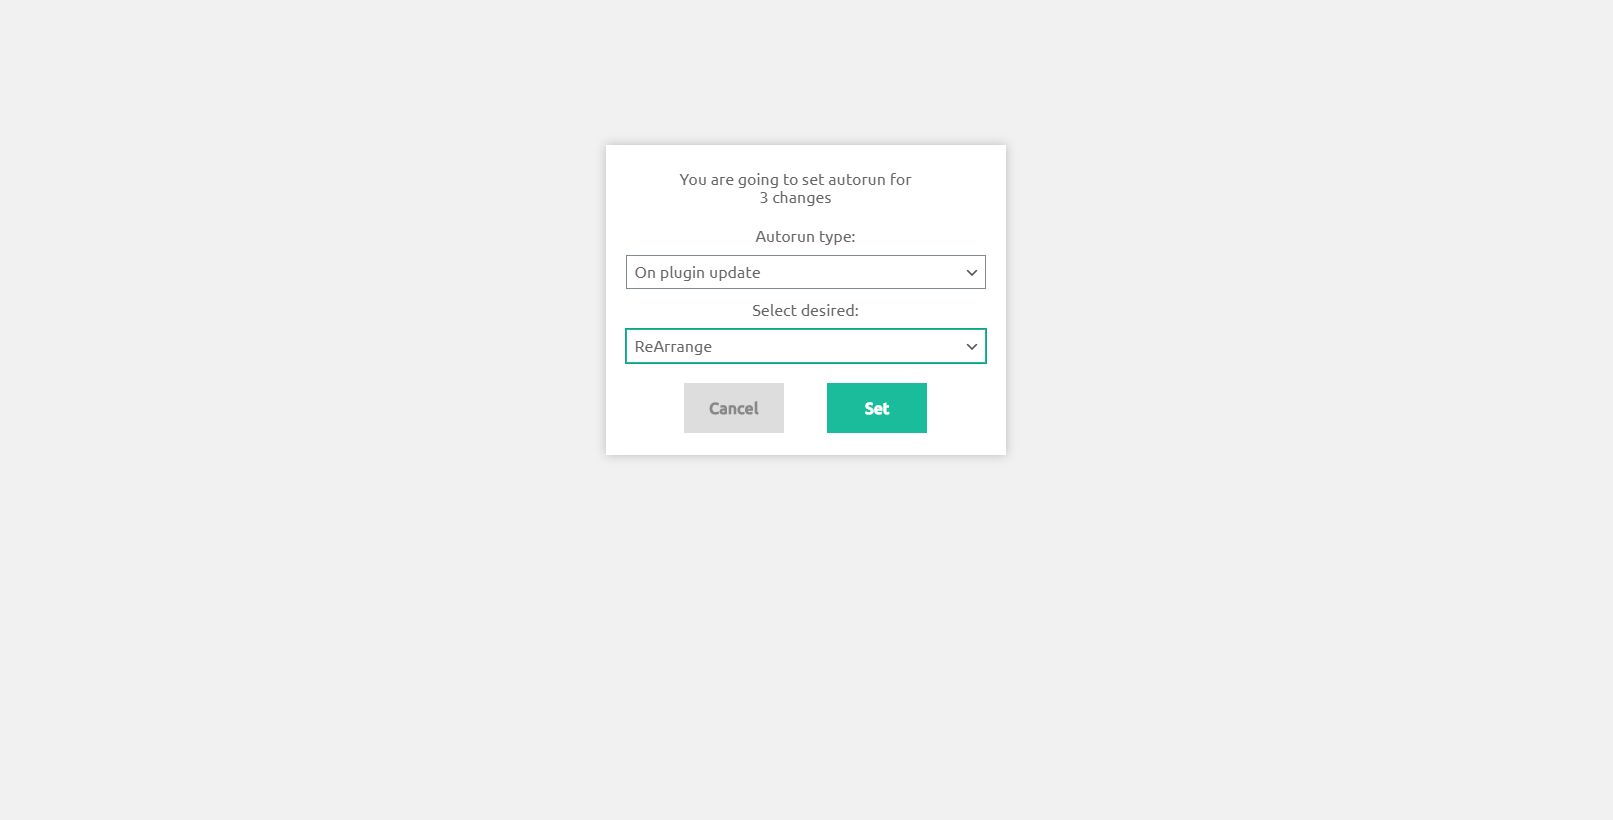 You are going to set autorun for
3 changes
Autorun type:
On plugin update
Select desired:
ReArrange
Cancel
Set